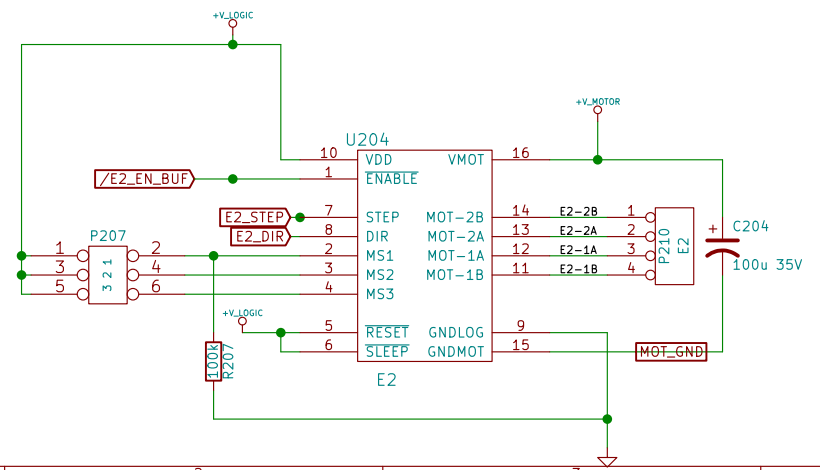 +V_LOGIC
+V_MOTOR
U204
10 VDD VMOT 16
/E2_EN_BUF 1 ENABLE
E2_STEP 7 STEP MOT-2B 14 E2-2B 1
E2_DIR 8 DIR MOT-2A 13 E2-2A 2
P207
1 2 2 MS1 MOT-1A 12 E2-1A 3
3 4 3 MS2 MOT-1B 11 E2-1B 4
5 6 4 MS3
3 2 1
P210
E2
+ C204
100u 35V
+V_LOGIC
5 RESET GNDLOG 9
6 SLEEP GNDMOT 15 MOT_GND
100k
R207
E2